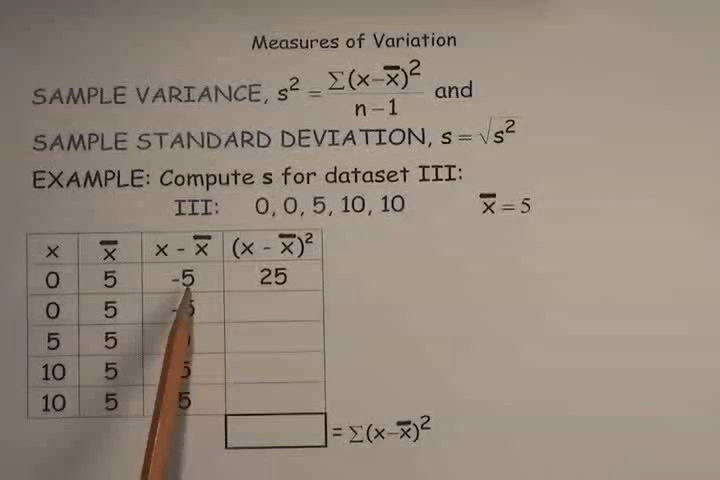 Measures of Variation
SAMPLE VARIANCE, s² = Σ(x−x̄)² / n−1 and
SAMPLE STANDARD DEVIATION, s = √s²
EXAMPLE: Compute s for dataset III:
III: 0, 0, 5, 10, 10 x̄ = 5
x x̄ x - x̄ (x - x̄)²
0 5 -5 25
0 5 -5
5 5
10 5 5
10 5 5
= Σ(x−x̄)²